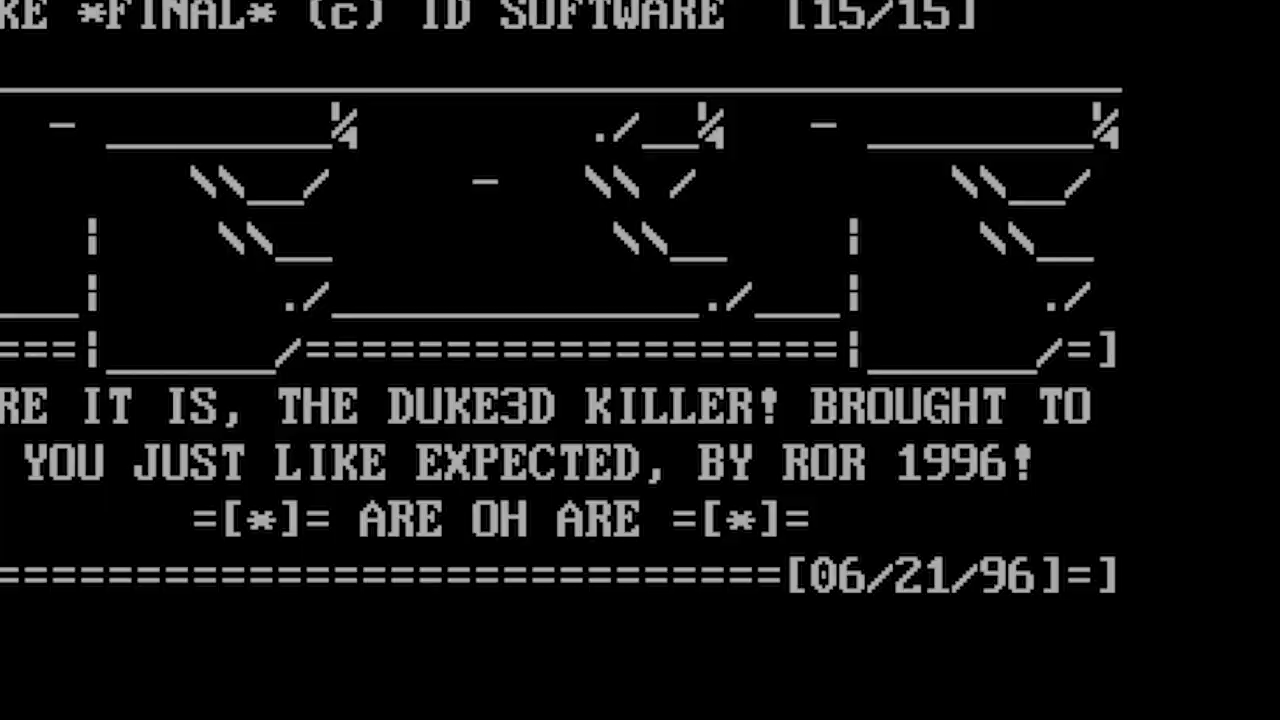 KE *FINAL* (c) ID SOFTWARE [15/15]
RE IT IS, THE DUKE3D KILLER! BROUGHT TO
YOU JUST LIKE EXPECTED, BY ROR 1996!
=[*]= ARE OH ARE =[*]=
============================[06/21/96]=]